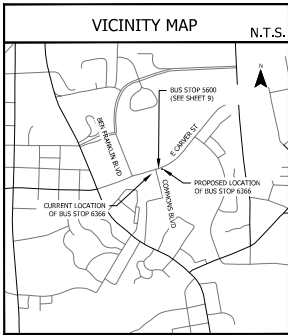 VICINITY MAP
N.T.S.
N
BUS STOP 5600
(SEE SHEET 9)
BEN FRANKLIN BLVD
E CARVER ST
COMMONS BLVD
PROPOSED LOCATION
OF BUS STOP 6366
CURRENT LOCATION
OF BUS STOP 6366